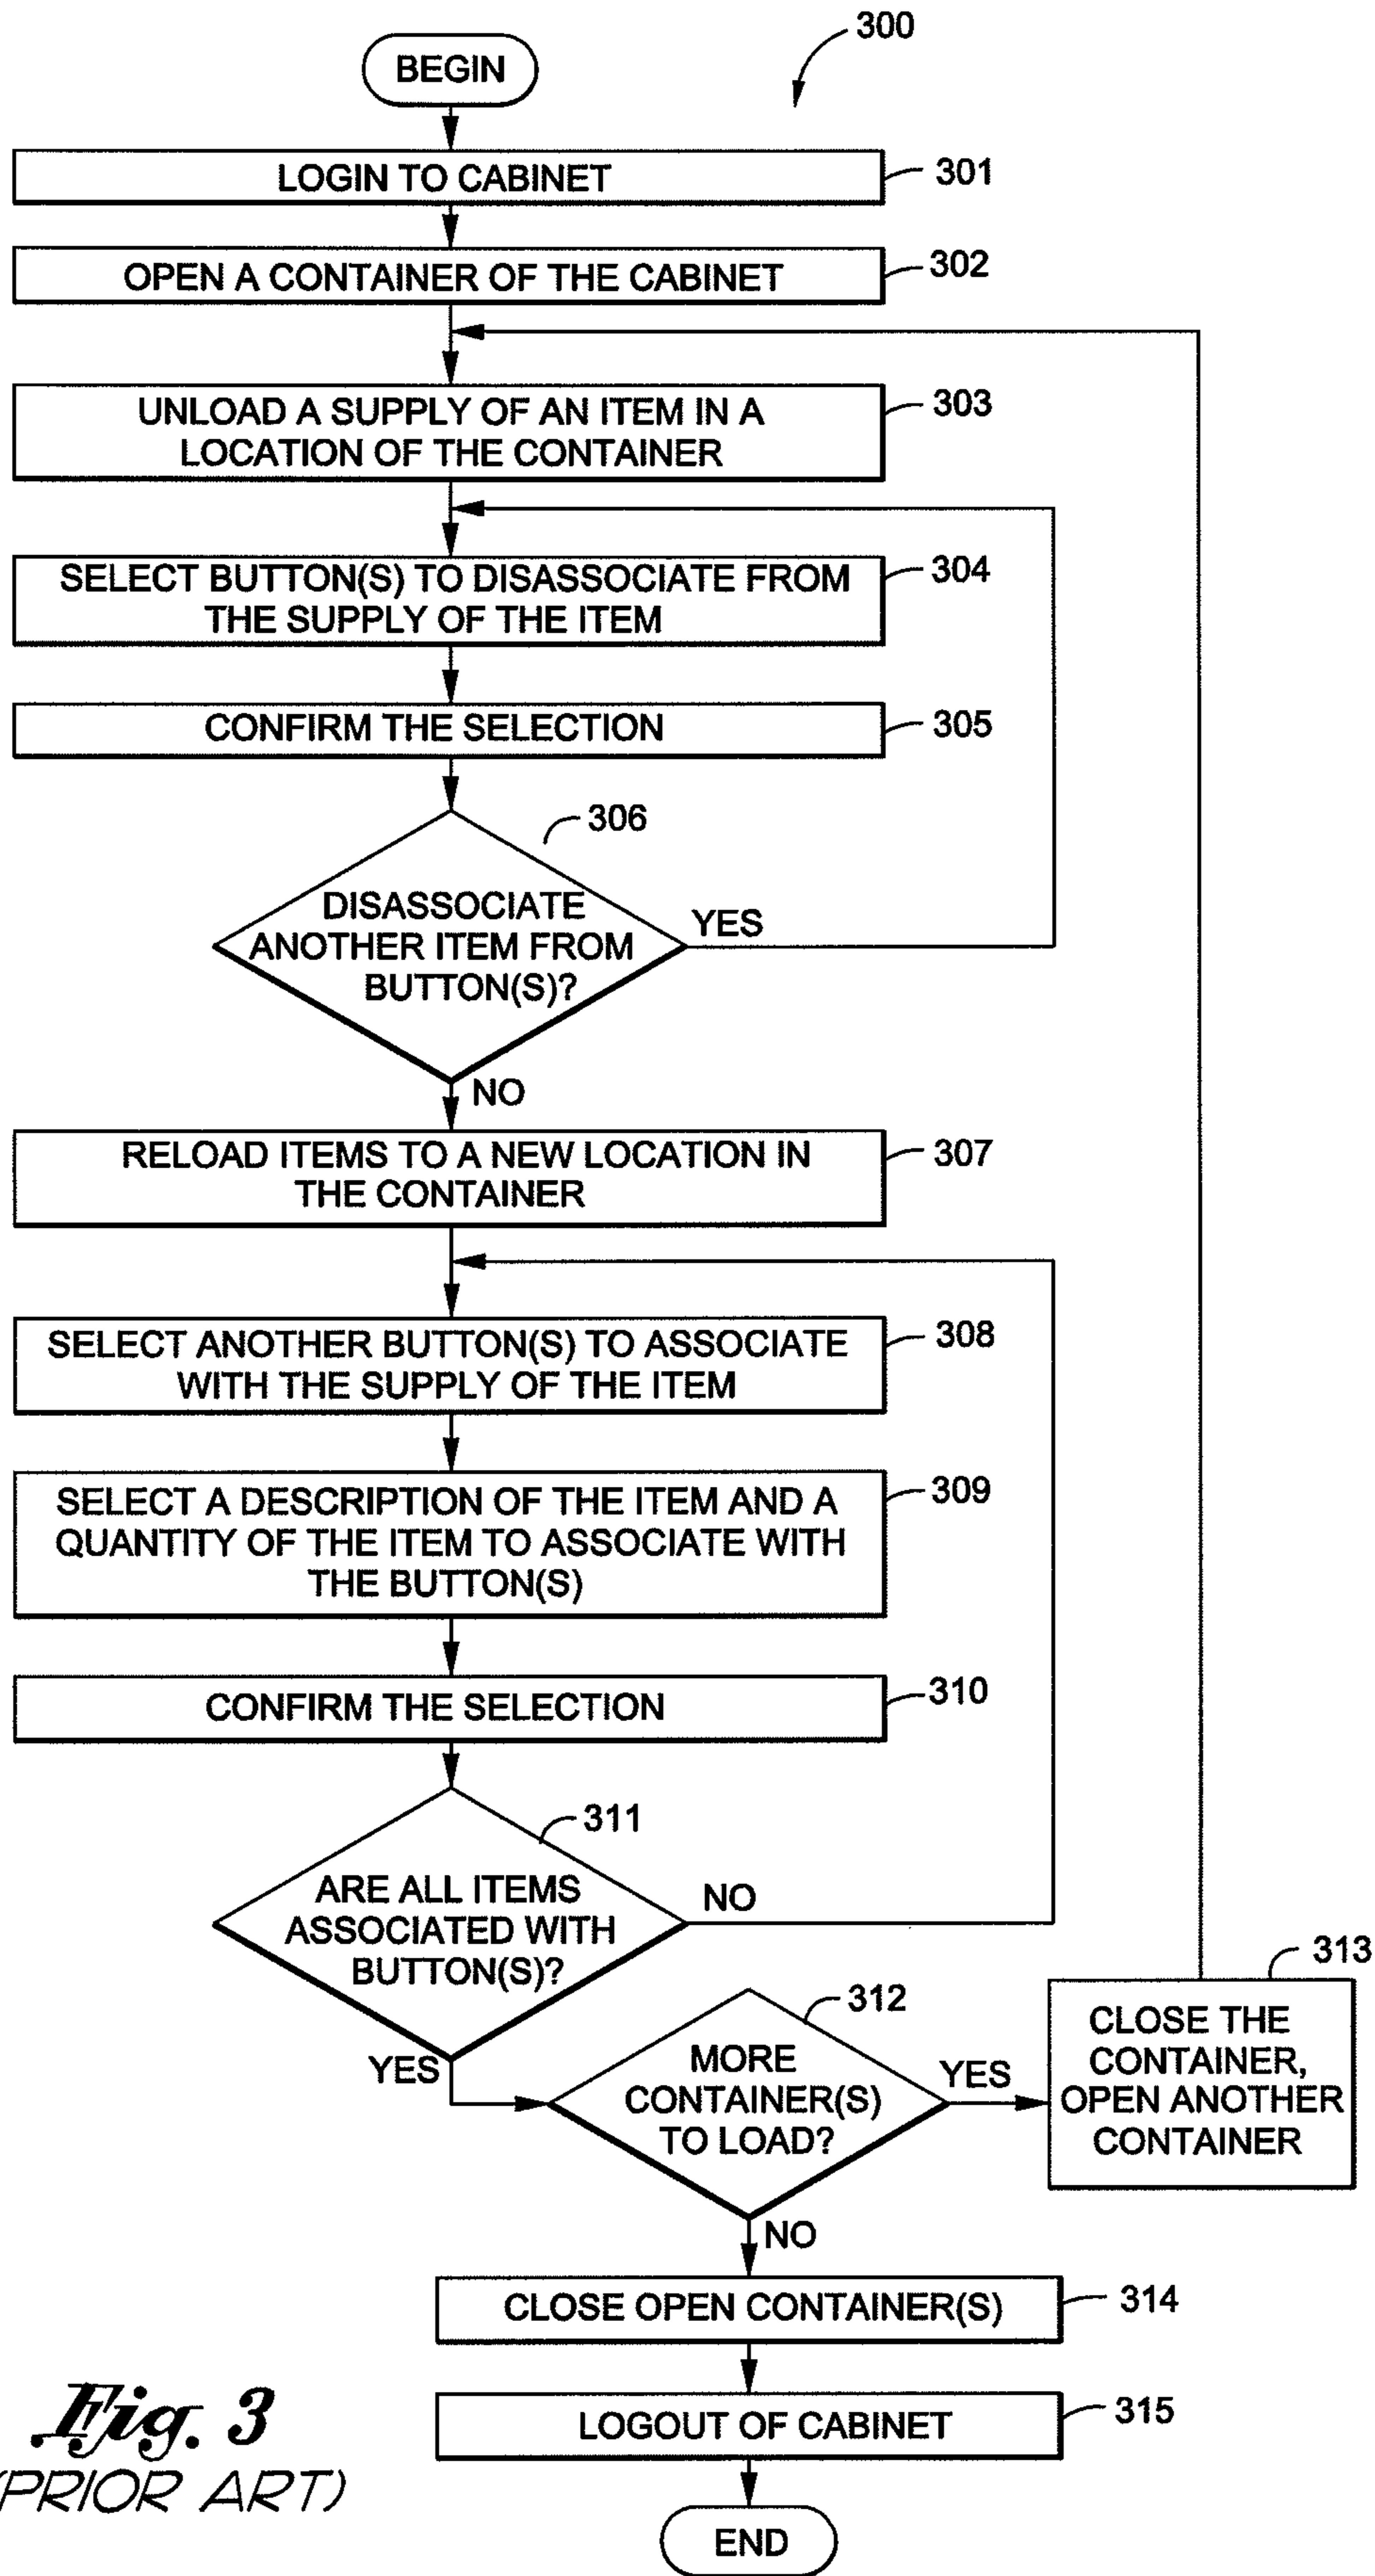 300
BEGIN
LOGIN TO CABINET
301
OPEN A CONTAINER OF THE CABINET
302
UNLOAD A SUPPLY OF AN ITEM IN A
LOCATION OF THE CONTAINER
303
SELECT BUTTON(S) TO DISASSOCIATE FROM
THE SUPPLY OF THE ITEM
304
CONFIRM THE SELECTION
305
306
DISASSOCIATE
ANOTHER ITEM FROM
BUTTON(S)?
YES
NO
RELOAD ITEMS TO A NEW LOCATION IN
THE CONTAINER
307
SELECT ANOTHER BUTTON(S) TO ASSOCIATE
WITH THE SUPPLY OF THE ITEM
308
SELECT A DESCRIPTION OF THE ITEM AND A
QUANTITY OF THE ITEM TO ASSOCIATE WITH
THE BUTTON(S)
309
CONFIRM THE SELECTION
310
311
ARE ALL ITEMS
ASSOCIATED WITH
BUTTON(S)?
NO
YES
312
MORE
CONTAINER(S)
TO LOAD?
YES
NO
313
CLOSE THE
CONTAINER,
OPEN ANOTHER
CONTAINER
CLOSE OPEN CONTAINER(S)
314
LOGOUT OF CABINET
315
END
Fig. 3
(PRIOR ART)